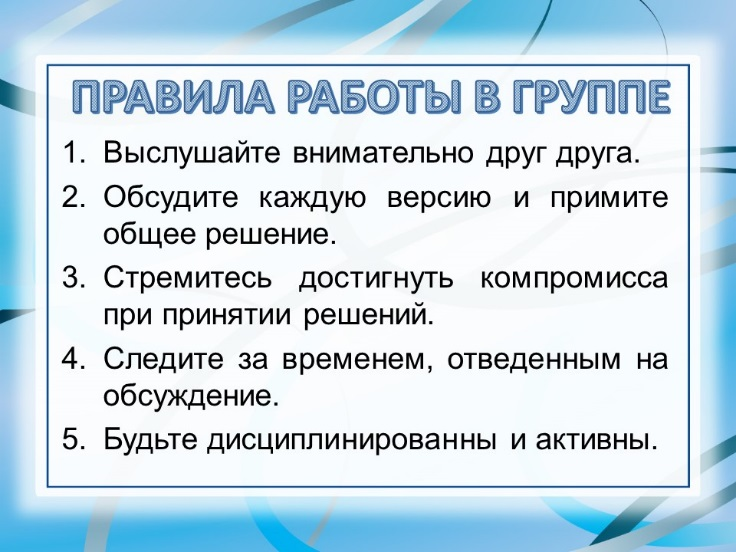 ПРАВИЛА РАБОТЫ В ГРУППЕ
1. Выслушайте внимательно друг друга.
2. Обсудите каждую версию и примите
общее решение.
3. Стремитесь достигнуть компромисса
при принятии решений.
4. Следите за временем, отведенным на
обсуждение.
5. Будьте дисциплинированны и активны.